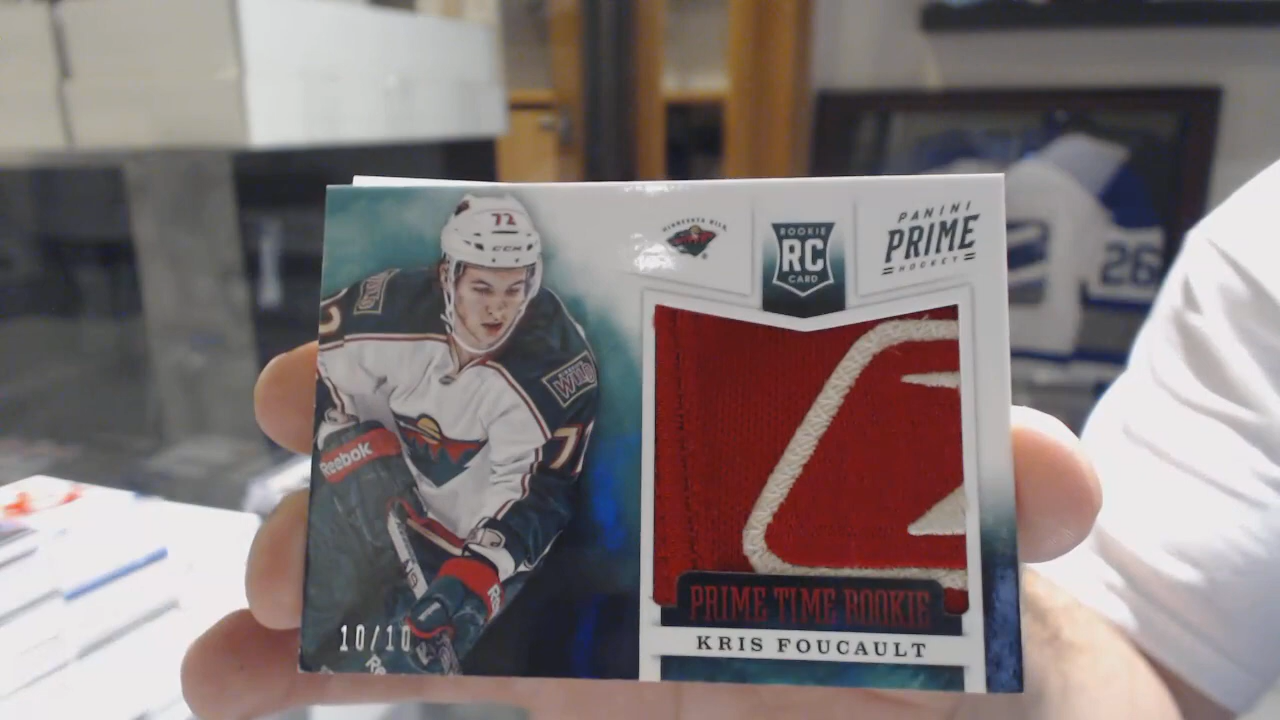 72
CCM
MINNESOTA WILD
ROOKIE
RC
CARD
PANINI
PRIME
HOCKEY
26
Wild
Reebok
PRIME TIME ROOKIE
KRIS FOUCAULT
10/10